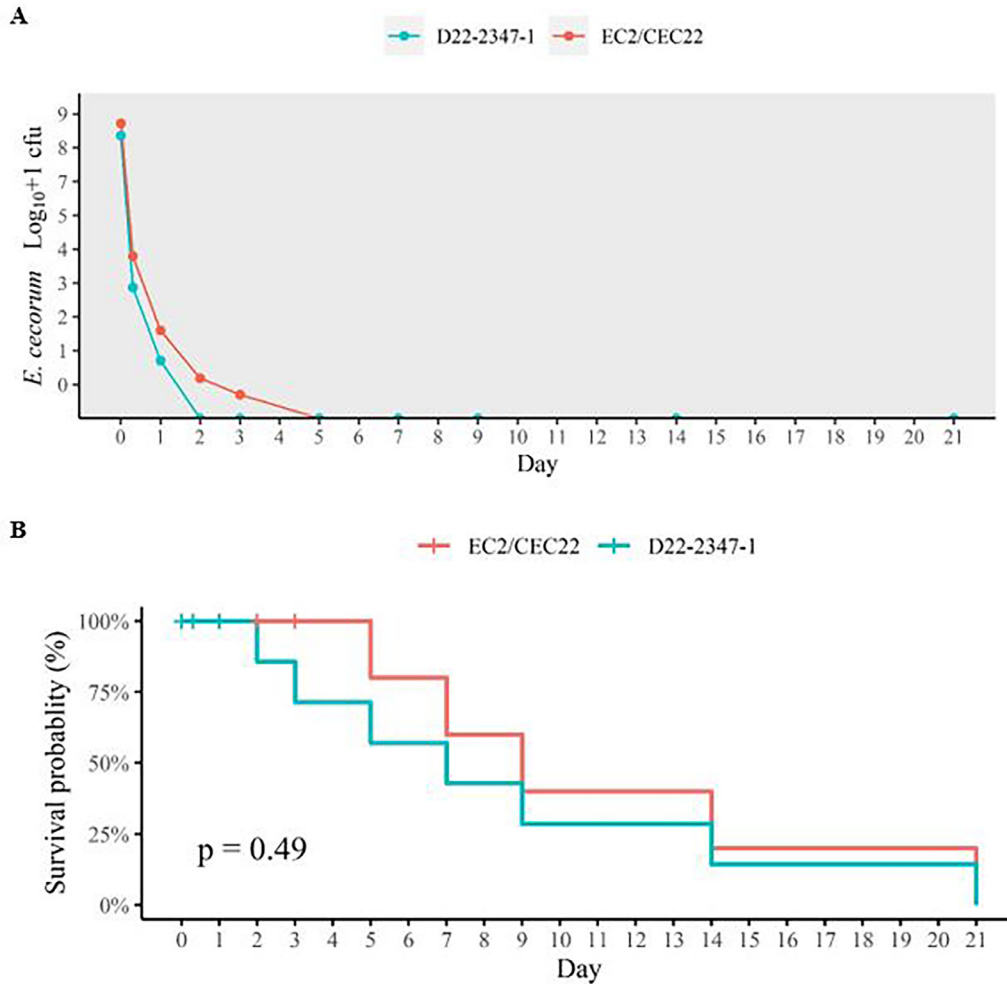 A
D22-2347-1 EC2/CEC22
E. cecorum Log₁₀+1 cfu
9
8
7
5
4
3
2
1
0
0 1 2 3 4 5 6 7 8 9 10 11 12 13 14 15 16 17 18 19 20 21
Day
B
EC2/CEC22 D22-2347-1
Survival probablity (%)
100%
75%
50%
25%
0%
p = 0.49
0 1 2 3 4 5 6 7 8 9 10 11 12 13 14 15 16 17 18 19 20 21
Day